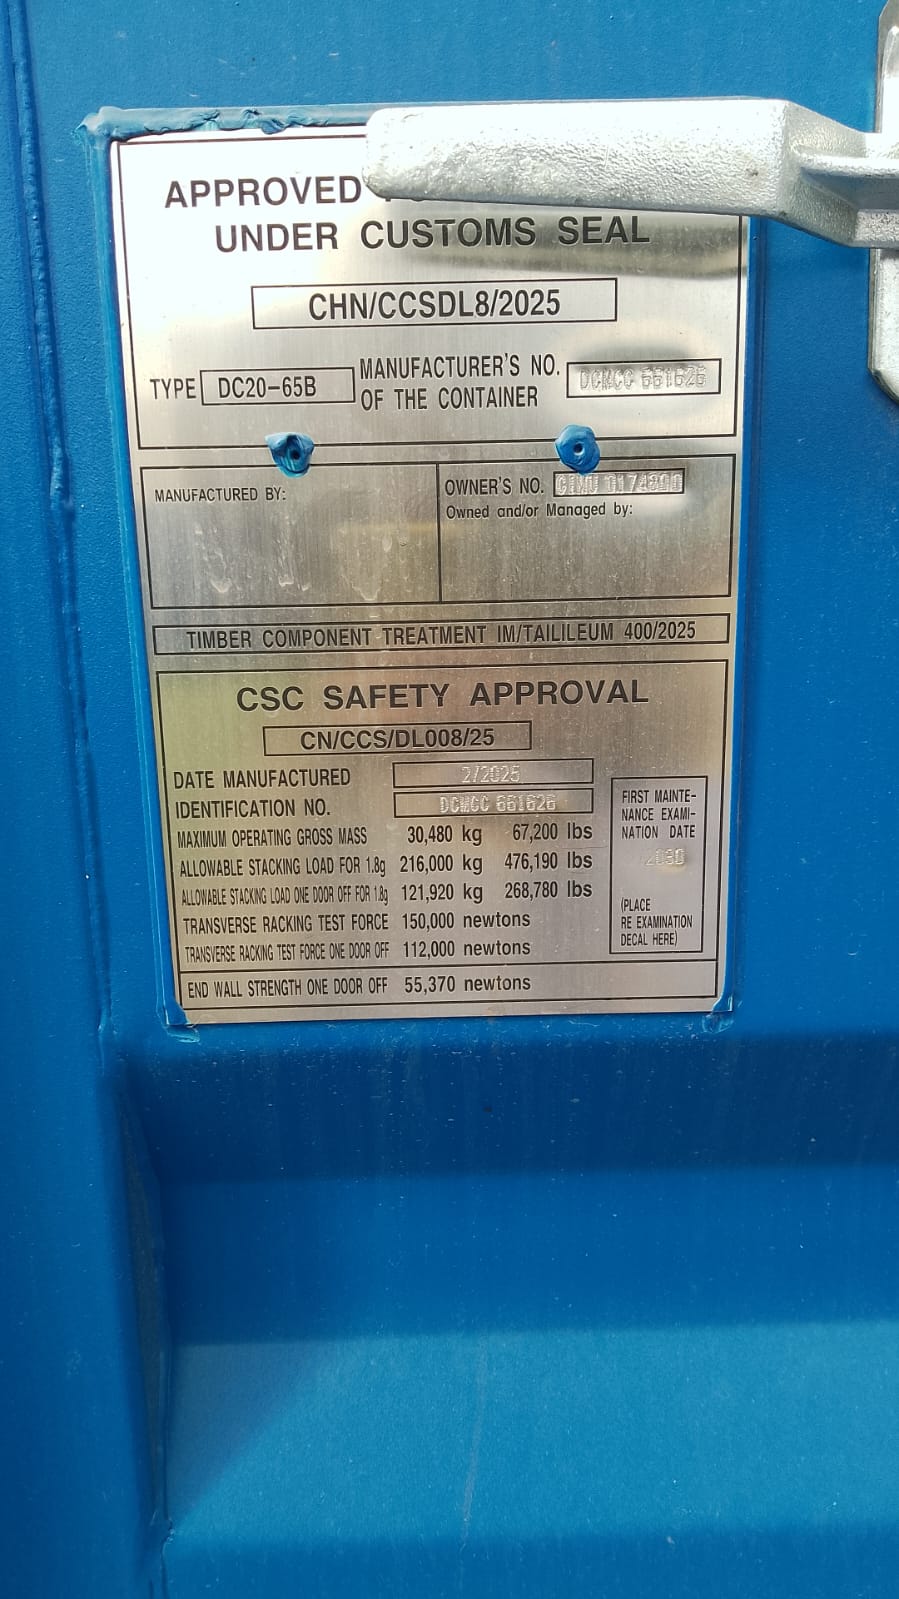 APPROVED
UNDER CUSTOMS SEAL
CHN/CCSDL8/2025
TYPE DC20-65B
MANUFACTURER'S NO.
OF THE CONTAINER
DCMCC 661626
MANUFACTURED BY:
OWNER'S NO.
Owned and/or Managed by:
TIMBER COMPONENT TREATMENT IM/TAILILEUM 400/2025
CSC SAFETY APPROVAL
CN/CCS/DL008/25
DATE MANUFACTURED 2/2025
IDENTIFICATION NO. DCMCC 661626
MAXIMUM OPERATING GROSS MASS 30,480 kg 67,200 lbs
ALLOWABLE STACKING LOAD FOR 1.8g 216,000 kg 476,190 lbs
ALLOWABLE STACKING LOAD ONE DOOR OFF FOR 1.8g 121,920 kg 268,780 lbs
TRANSVERSE RACKING TEST FORCE 150,000 newtons
TRANSVERSE RACKING TEST FORCE ONE DOOR OFF 112,000 newtons
END WALL STRENGTH ONE DOOR OFF 55,370 newtons
FIRST MAINTE-
NANCE EXAMI-
NATION DATE
2030
(PLACE
RE EXAMINATION
DECAL HERE)